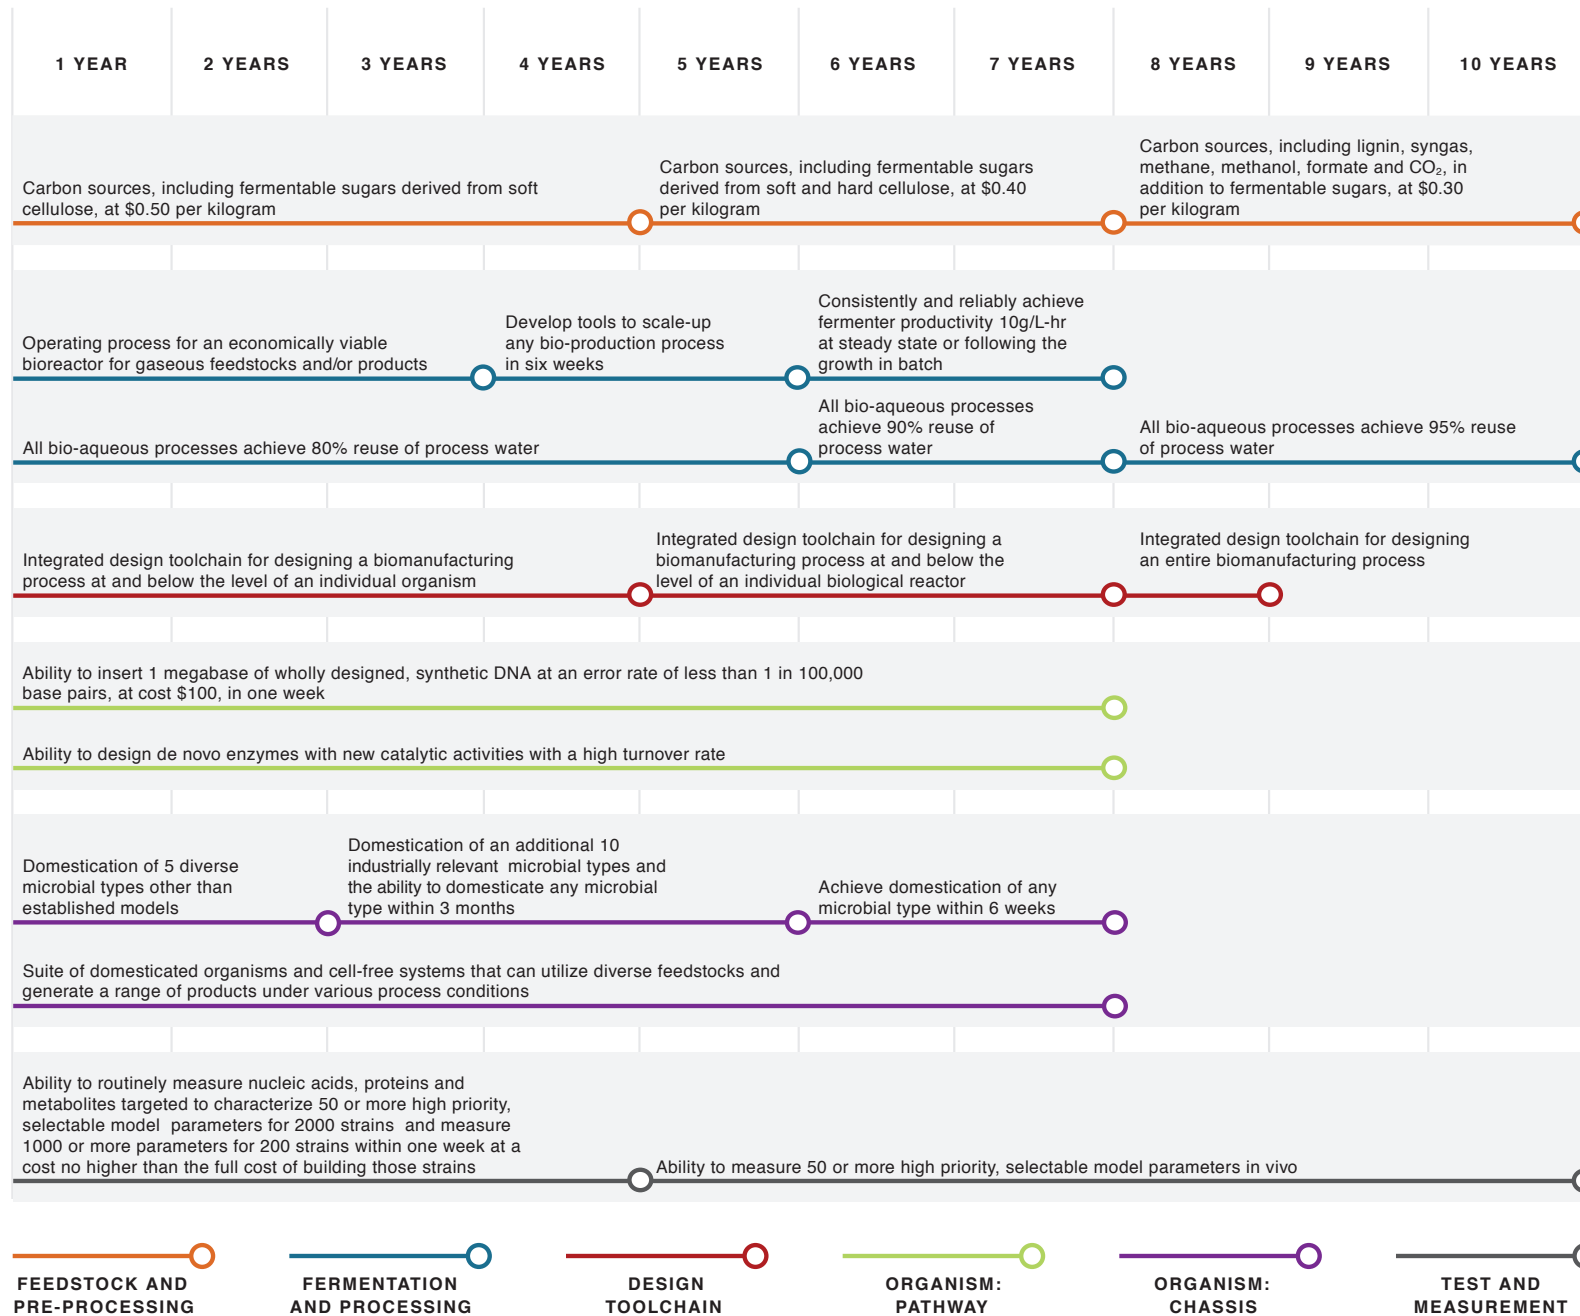 1 YEAR
2 YEARS
3 YEARS
4 YEARS
5 YEARS
6 YEARS
7 YEARS
8 YEARS
9 YEARS
10 YEARS
Carbon sources, including fermentable sugars derived from soft
cellulose, at $0.50 per kilogram
Carbon sources, including fermentable sugars
derived from soft and hard cellulose, at $0.40
per kilogram
Carbon sources, including lignin, syngas,
methane, methanol, formate and CO₂, in
addition to fermentable sugars, at $0.30
per kilogram
Operating process for an economically viable
bioreactor for gaseous feedstocks and/or products
Develop tools to scale-up
any bio-production process
in six weeks
Consistently and reliably achieve
fermenter productivity 10g/L-hr
at steady state or following the
growth in batch
All bio-aqueous processes achieve 80% reuse of process water
All bio-aqueous processes
achieve 90% reuse of
process water
All bio-aqueous processes achieve 95% reuse
of process water
Integrated design toolchain for designing a biomanufacturing
process at and below the level of an individual organism
Integrated design toolchain for designing a
biomanufacturing process at and below the
level of an individual biological reactor
Integrated design toolchain for designing
an entire biomanufacturing process
Ability to insert 1 megabase of wholly designed, synthetic DNA at an error rate of less than 1 in 100,000
base pairs, at cost $100, in one week
Ability to design de novo enzymes with new catalytic activities with a high turnover rate
Domestication of 5 diverse
microbial types other than
established models
Domestication of an additional 10
industrially relevant microbial types and
the ability to domesticate any microbial
type within 3 months
Achieve domestication of any
microbial type within 6 weeks
Suite of domesticated organisms and cell-free systems that can utilize diverse feedstocks and
generate a range of products under various process conditions
Ability to routinely measure nucleic acids, proteins and
metabolites targeted to characterize 50 or more high priority,
selectable model parameters for 2000 strains and measure
1000 or more parameters for 200 strains within one week at a
cost no higher than the full cost of building those strains
Ability to measure 50 or more high priority, selectable model parameters in vivo
FEEDSTOCK AND
PRE-PROCESSING
FERMENTATION
AND PROCESSING
DESIGN
TOOLCHAIN
ORGANISM:
PATHWAY
ORGANISM:
CHASSIS
TEST AND
MEASUREMENT